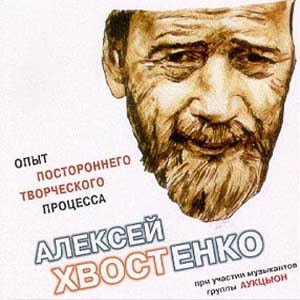 ОПЫТ
ПОСТОРОННЕГО
ТВОРЧЕСКОГО
ПРОЦЕССА
АЛЕКСЕЙ
ХВОСТЕНКО
при участии музыкантов
группы АУКЦЫОН